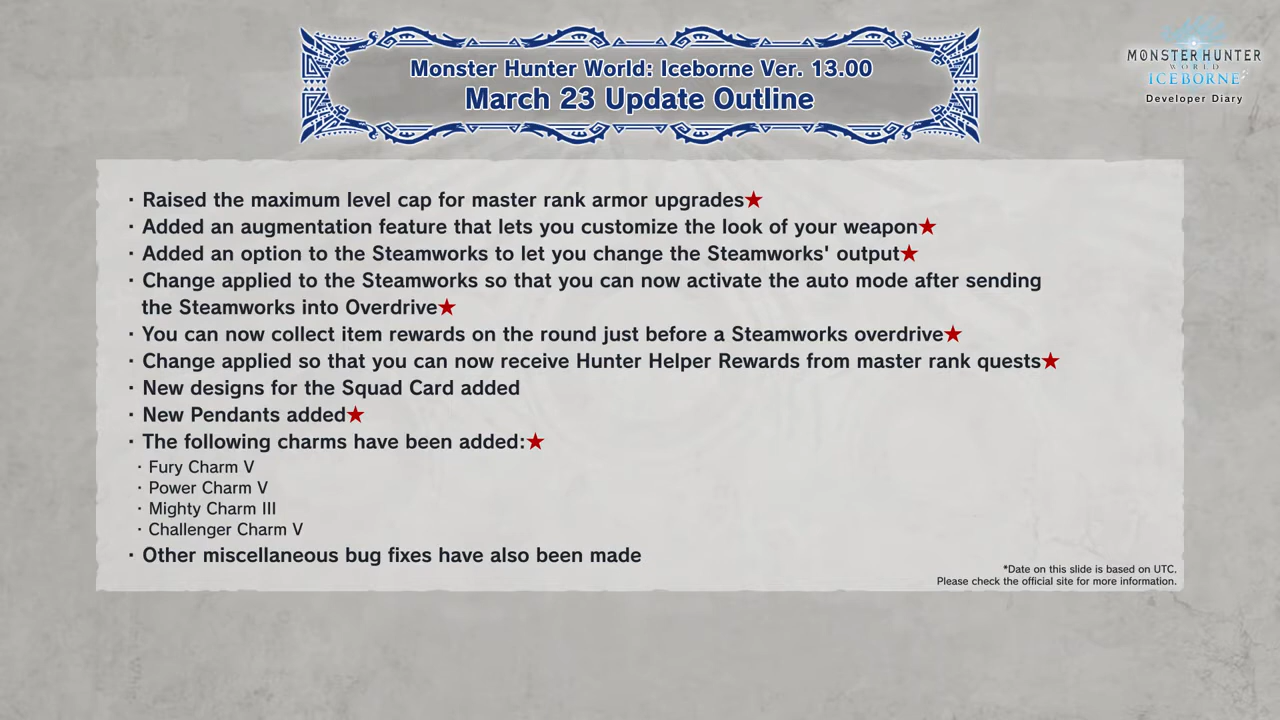 Monster Hunter World: Iceborne Ver. 13.00
March 23 Update Outline
MONSTER HUNTER
WORLD
ICEBORNE
Developer Diary
· Raised the maximum level cap for master rank armor upgrades★
· Added an augmentation feature that lets you customize the look of your weapon★
· Added an option to the Steamworks to let you change the Steamworks' output★
· Change applied to the Steamworks so that you can now activate the auto mode after sending
the Steamworks into Overdrive★
· You can now collect item rewards on the round just before a Steamworks overdrive★
· Change applied so that you can now receive Hunter Helper Rewards from master rank quests★
· New designs for the Squad Card added
· New Pendants added★
· The following charms have been added:★
· Fury Charm V
· Power Charm V
· Mighty Charm III
· Challenger Charm V
· Other miscellaneous bug fixes have also been made
*Date on this slide is based on UTC.
Please check the official site for more information.